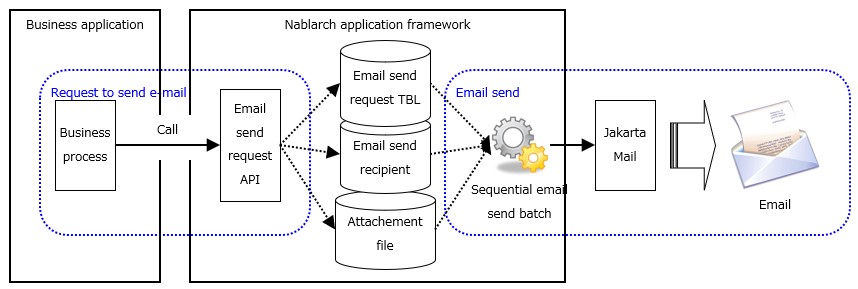 Business application
Nablarch application framework
Request to send e-mail
Business
process
Call
Email
send
request
API
Email send
request TBL
Email send
recipient
Attachement
file
Email send
Sequential email
send batch
Jakarta
Mail
Email